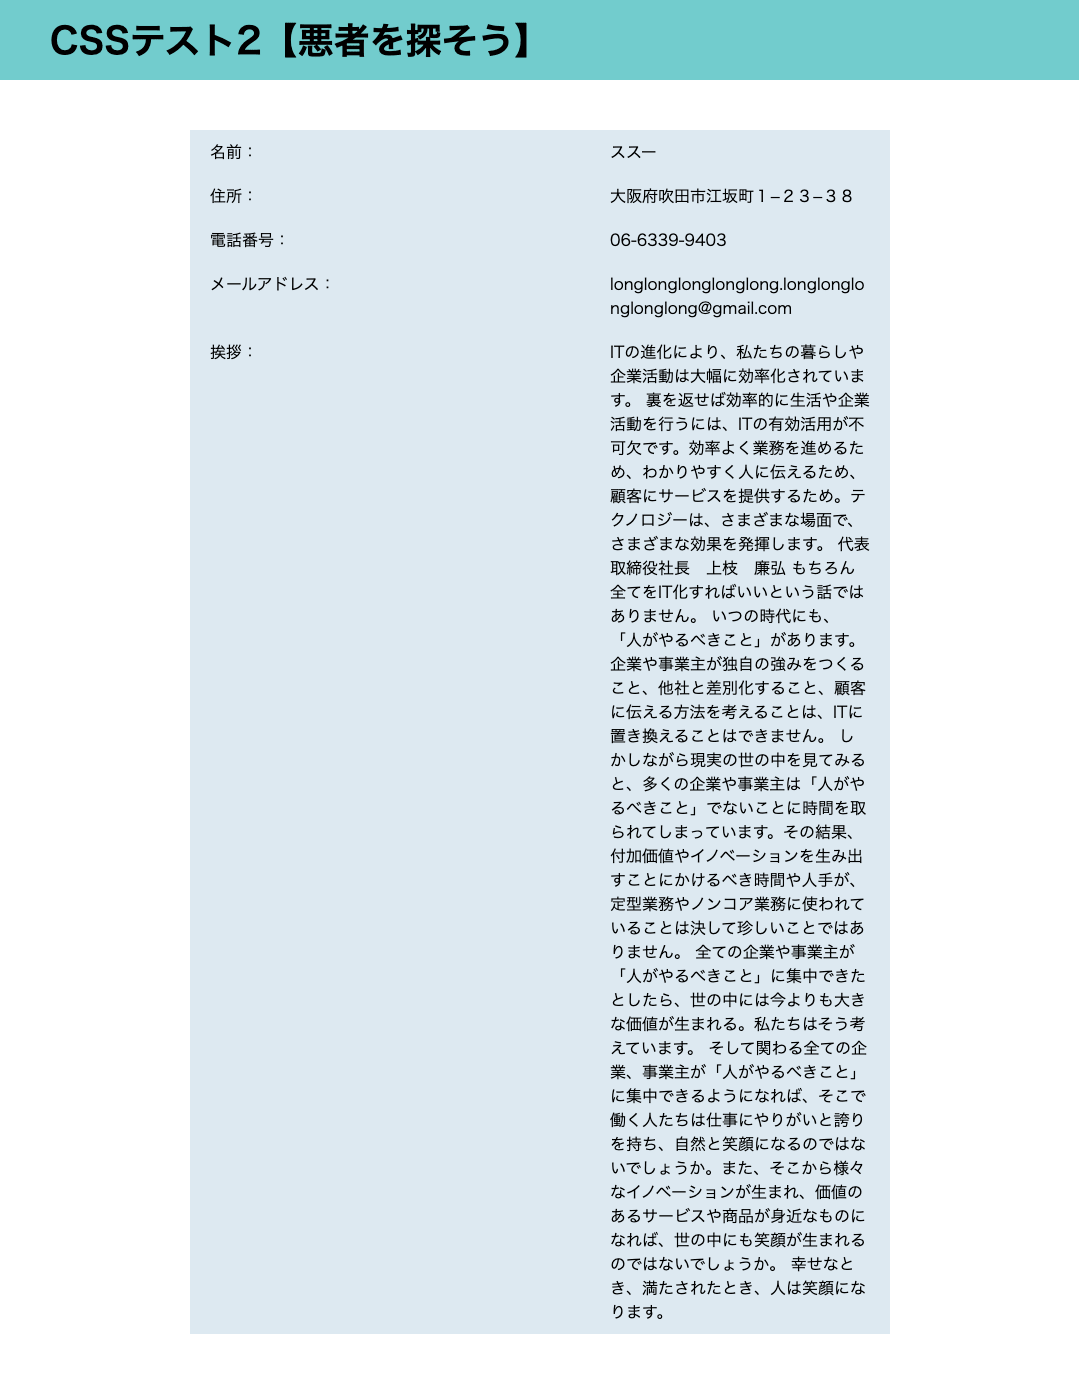 CSSテスト2【悪者を探そう】
名前：
ススー
住所：
大阪府吹田市江坂町１−２３−３８
電話番号：
06-6339-9403
メールアドレス：
longlonglonglonglong.longlonglo
nglonglong@gmail.com
挨拶：
ITの進化により、私たちの暮らしや
企業活動は大幅に効率化されていま
す。 裏を返せば効率的に生活や企業
活動を行うには、ITの有効活用が不
可欠です。効率よく業務を進めるた
め、わかりやすく人に伝えるため、
顧客にサービスを提供するため。テ
クノロジーは、さまざまな場面で、
さまざまな効果を発揮します。 代表
取締役社長　上枝　廉弘 もちろん
全てをIT化すればいいという話では
ありません。 いつの時代にも、
「人がやるべきこと」があります。
企業や事業主が独自の強みをつくる
こと、他社と差別化すること、顧客
に伝える方法を考えることは、ITに
置き換えることはできません。 し
かしながら現実の世の中を見てみる
と、多くの企業や事業主は「人がや
るべきこと」でないことに時間を取
られてしまっています。その結果、
付加価値やイノベーションを生み出
すことにかけるべき時間や人手が、
定型業務やノンコア業務に使われて
いることは決して珍しいことではあ
りません。 全ての企業や事業主が
「人がやるべきこと」に集中できた
としたら、世の中には今よりも大き
な価値が生まれる。私たちはそう考
えています。 そして関わる全ての企
業、事業主が「人がやるべきこと」
に集中できるようになれば、そこで
働く人たちは仕事にやりがいと誇り
を持ち、自然と笑顔になるのではな
いでしょうか。また、そこから様々
なイノベーションが生まれ、価値の
あるサービスや商品が身近なものに
なれば、世の中にも笑顔が生まれる
のではないでしょうか。 幸せなと
き、満たされたとき、人は笑顔にな
ります。